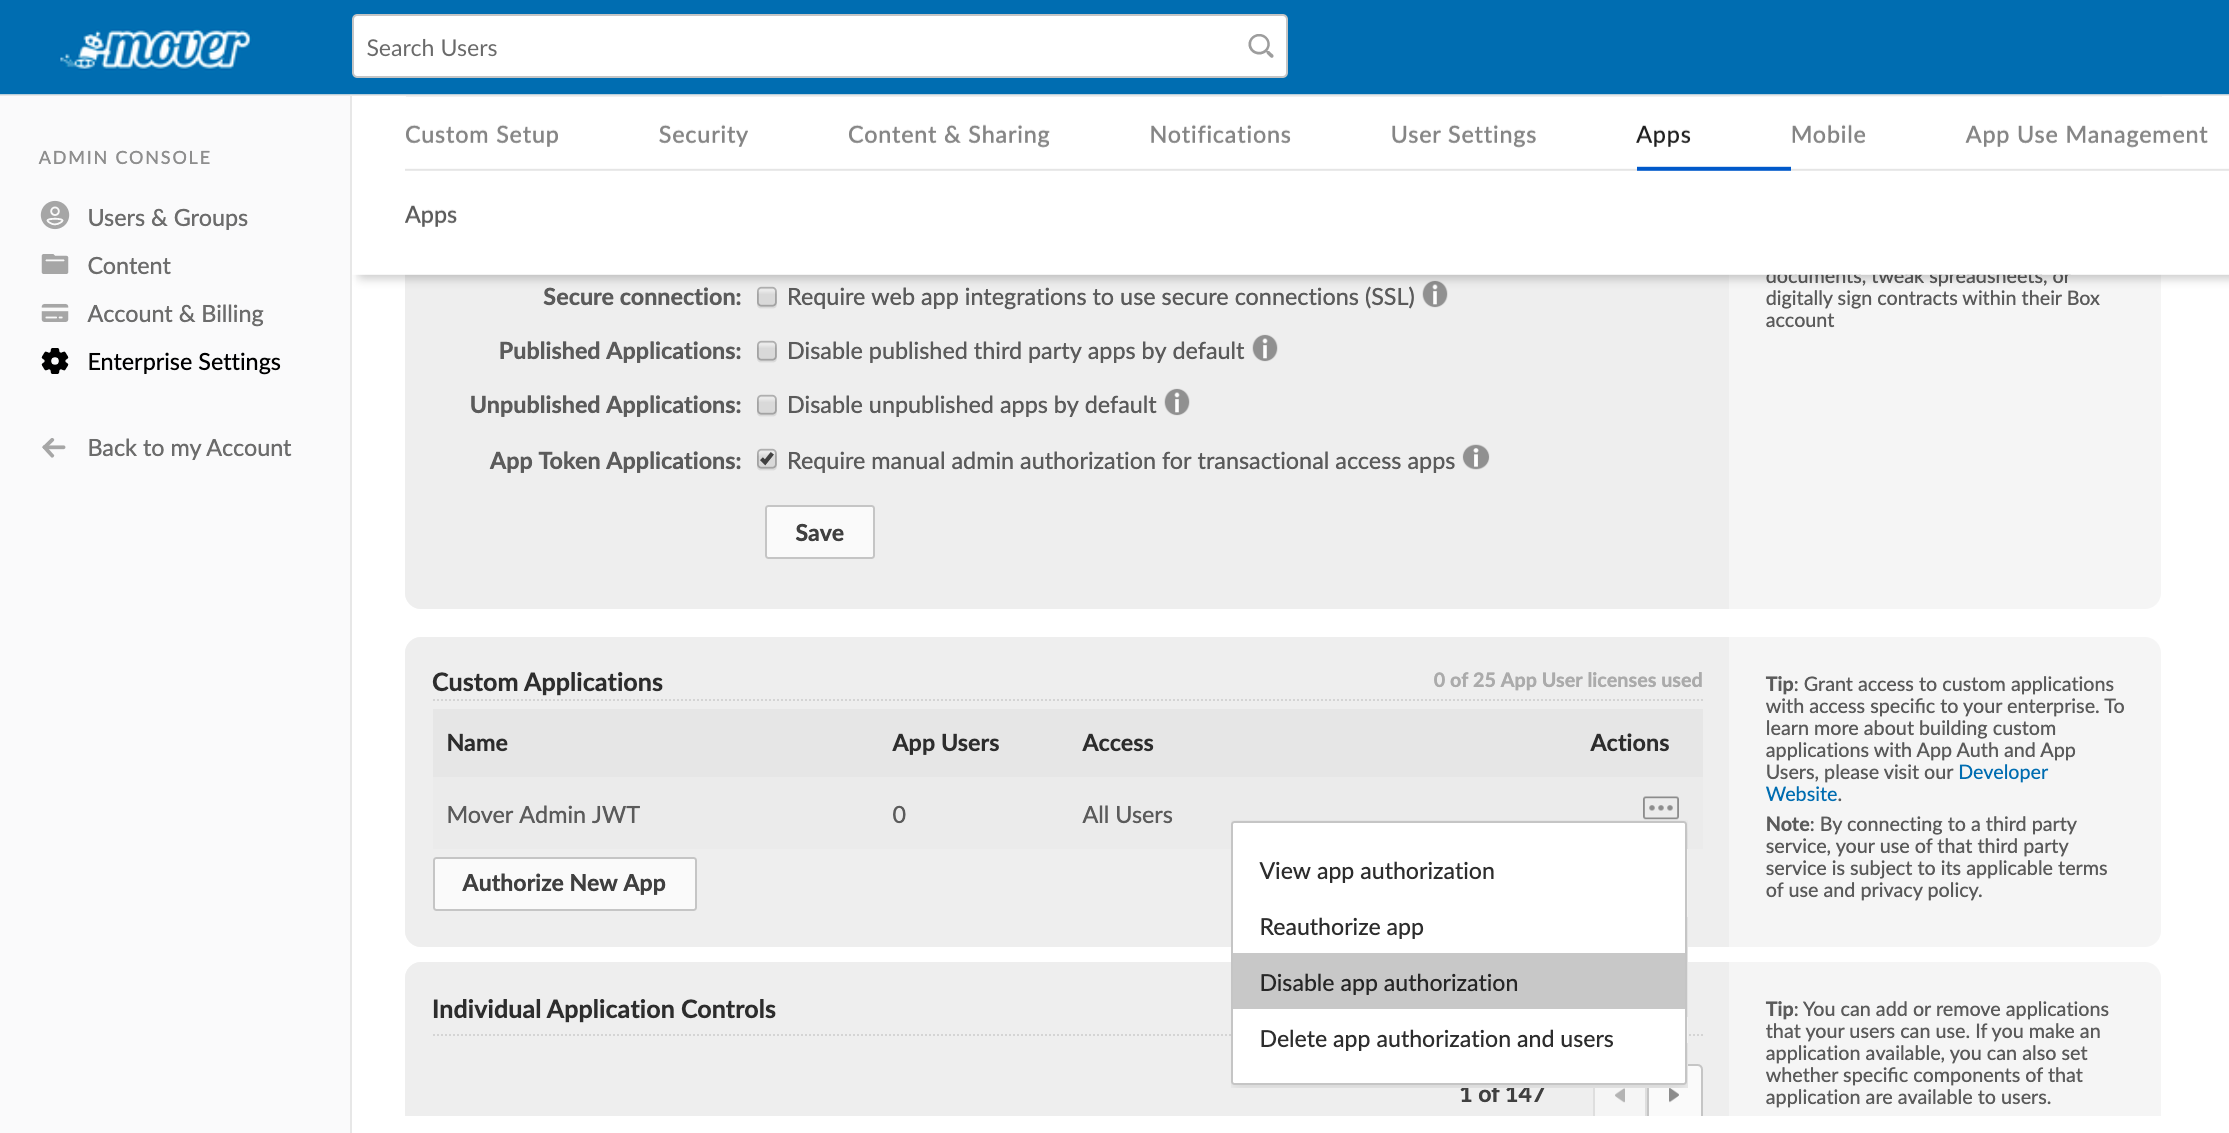 mover
Search Users
ADMIN CONSOLE
Users & Groups
Content
Account & Billing
Enterprise Settings
Back to my Account
Custom Setup
Security
Content & Sharing
Notifications
User Settings
Apps
Mobile
App Use Management
Apps
Secure connection: Require web app integrations to use secure connections (SSL)
Published Applications: Disable published third party apps by default
Unpublished Applications: Disable unpublished apps by default
App Token Applications: Require manual admin authorization for transactional access apps
Save
documents, tweak spreadsheets, or
digitally sign contracts within their Box
account
Custom Applications
0 of 25 App User licenses used
Name App Users Access Actions
Mover Admin JWT 0 All Users
Authorize New App
View app authorization
Reauthorize app
Disable app authorization
Delete app authorization and users
Tip: Grant access to custom applications
with access specific to your enterprise. To
learn more about building custom
applications with App Auth and App
Users, please visit our Developer
Website.
Note: By connecting to a third party
service, your use of that third party
service is subject to its applicable terms
of use and privacy policy.
Individual Application Controls
1 of 147
Tip: You can add or remove applications
that your users can use. If you make an
application available, you can also set
whether specific components of that
application are available to users.